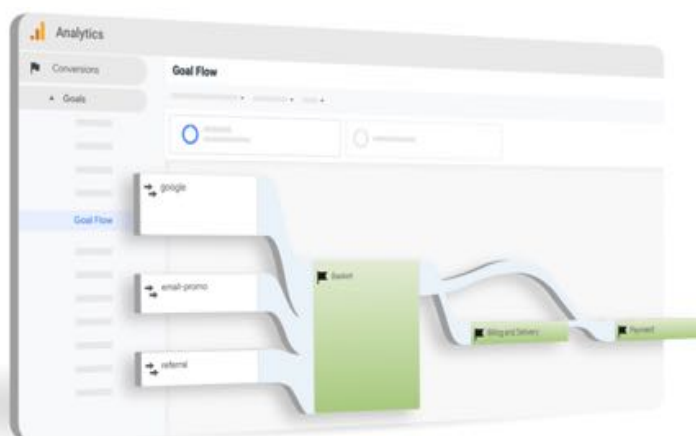 Analytics
Conversions
Goals
Goal Flow
Goal Flow
google
email-promo
referral
Basket
Billing and Delivery
Payment